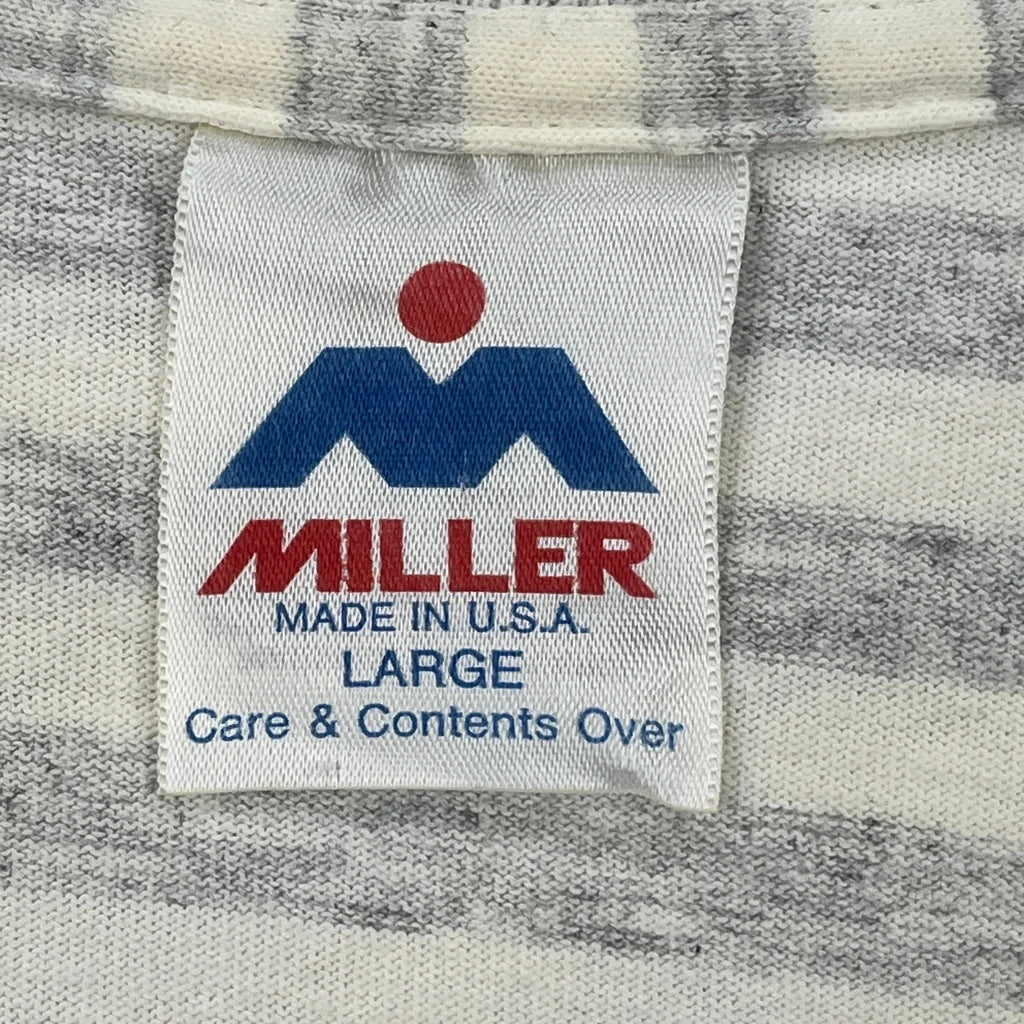 MILLER
MADE IN U.S.A.
LARGE
Care & Contents Over